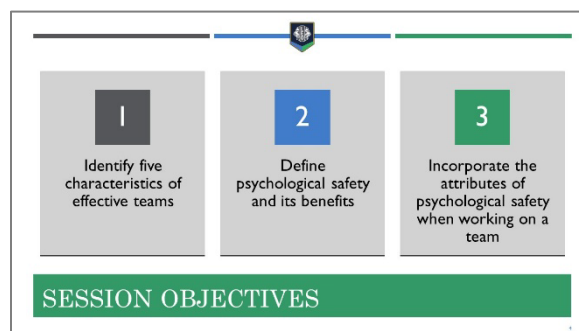 1
Identify five
characteristics of
effective teams
2
Define
psychological safety
and its benefits
3
Incorporate the
attributes of
psychological safety
when working on a
team
SESSION OBJECTIVES